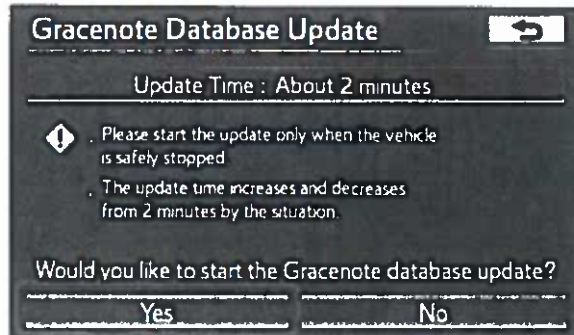 Gracenote Database Update
Update Time : About 2 minutes
. Please start the update only when the vehicle
is safely stopped
. The update time increases and decreases
from 2 minutes by the situation.
Would you like to start the Gracenote database update?
Yes
No